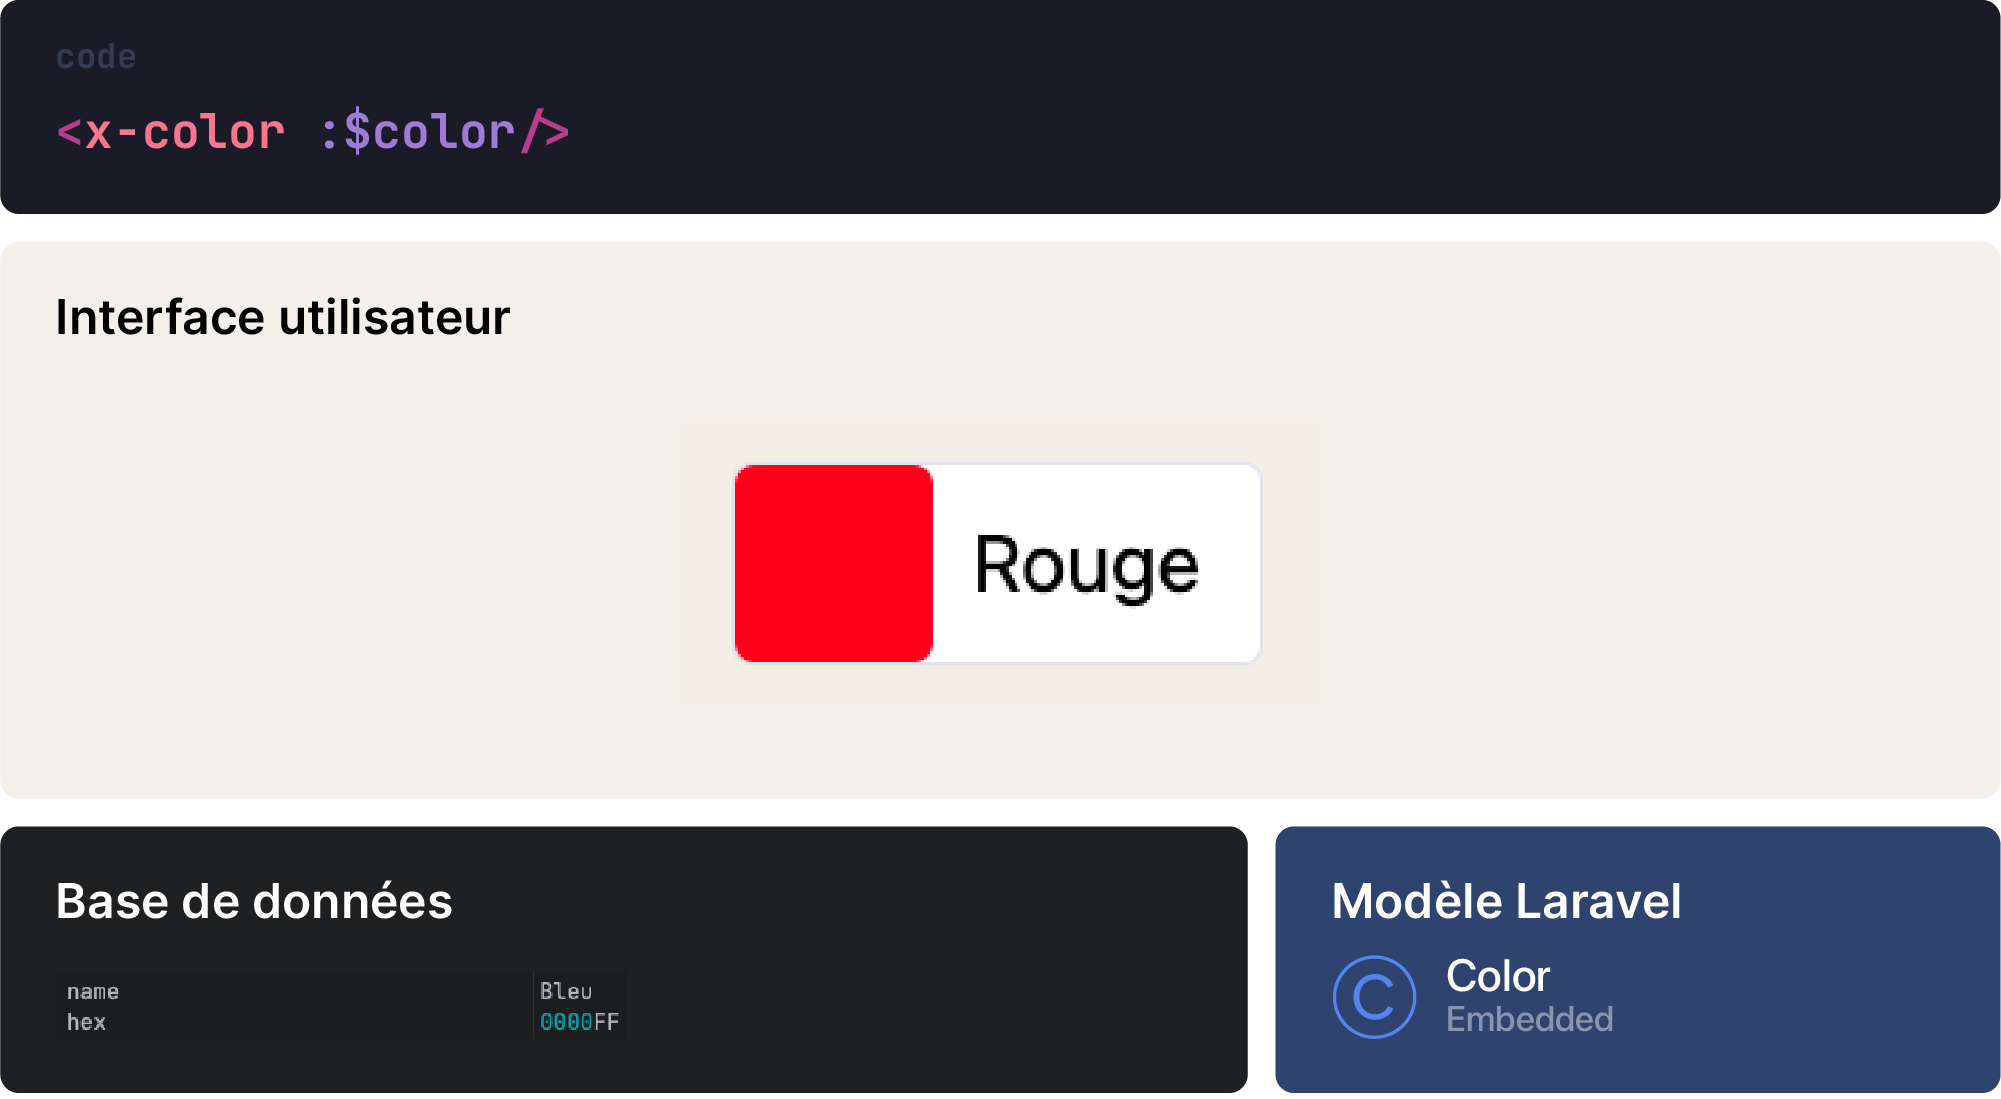 code
<x-color :$color/>
Interface utilisateur
Rouge
Base de données
name Bleu
hex 0000FF
Modèle Laravel
C
Color
Embedded